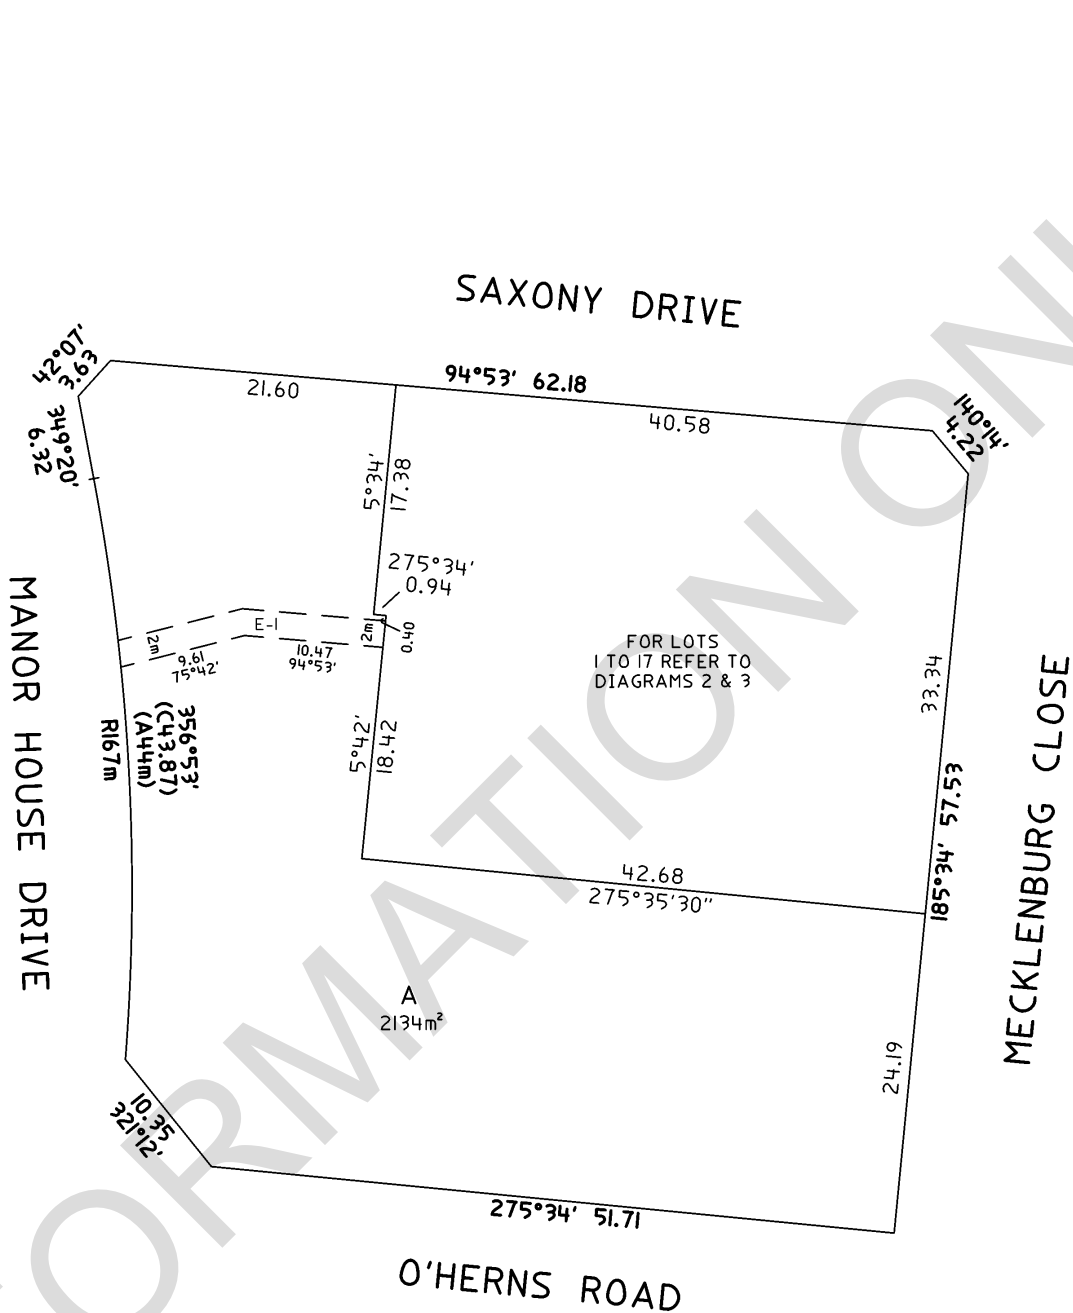 SAXONY DRIVE
42°07'
3.63
94°53' 62.18
21.60
40.58
140°14'
4.22
349°20'
6.32
5°34'
17.38
275°34'
0.94
MANOR HOUSE DRIVE
E-1
2m
2m
0.40
9.61
75°42'
10.47
94°53'
FOR LOTS
1 TO 17 REFER TO
DIAGRAMS 2 & 3
33.34
MECKLENBURG CLOSE
R167m
356°53'
(C43.87)
(A44m)
5°42'
18.42
185°34' 57.53
42.68
275°35'30"
A
2134m²
24.19
10.35
321°12'
275°34' 51.71
O'HERNS ROAD
ORMATION ON